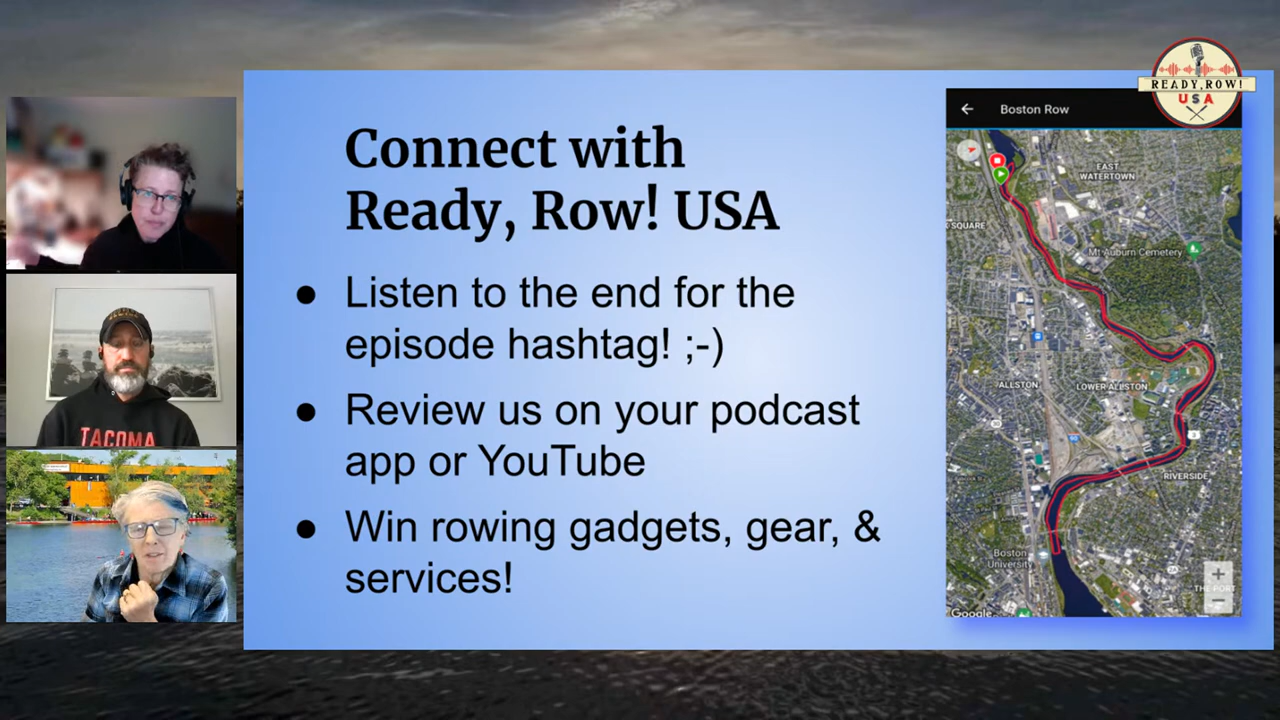 READY, ROW!
USA
Boston Row
Connect with
Ready, Row! USA
● Listen to the end for the
episode hashtag! ;-)
● Review us on your podcast
app or YouTube
● Win rowing gadgets, gear, &
services!
EAST
WATERTOWN
SQUARE
Mt Auburn Cemetery
ALLSTON
LOWER ALLSTON
RIVERSIDE
Boston
University
Google
TACOMA